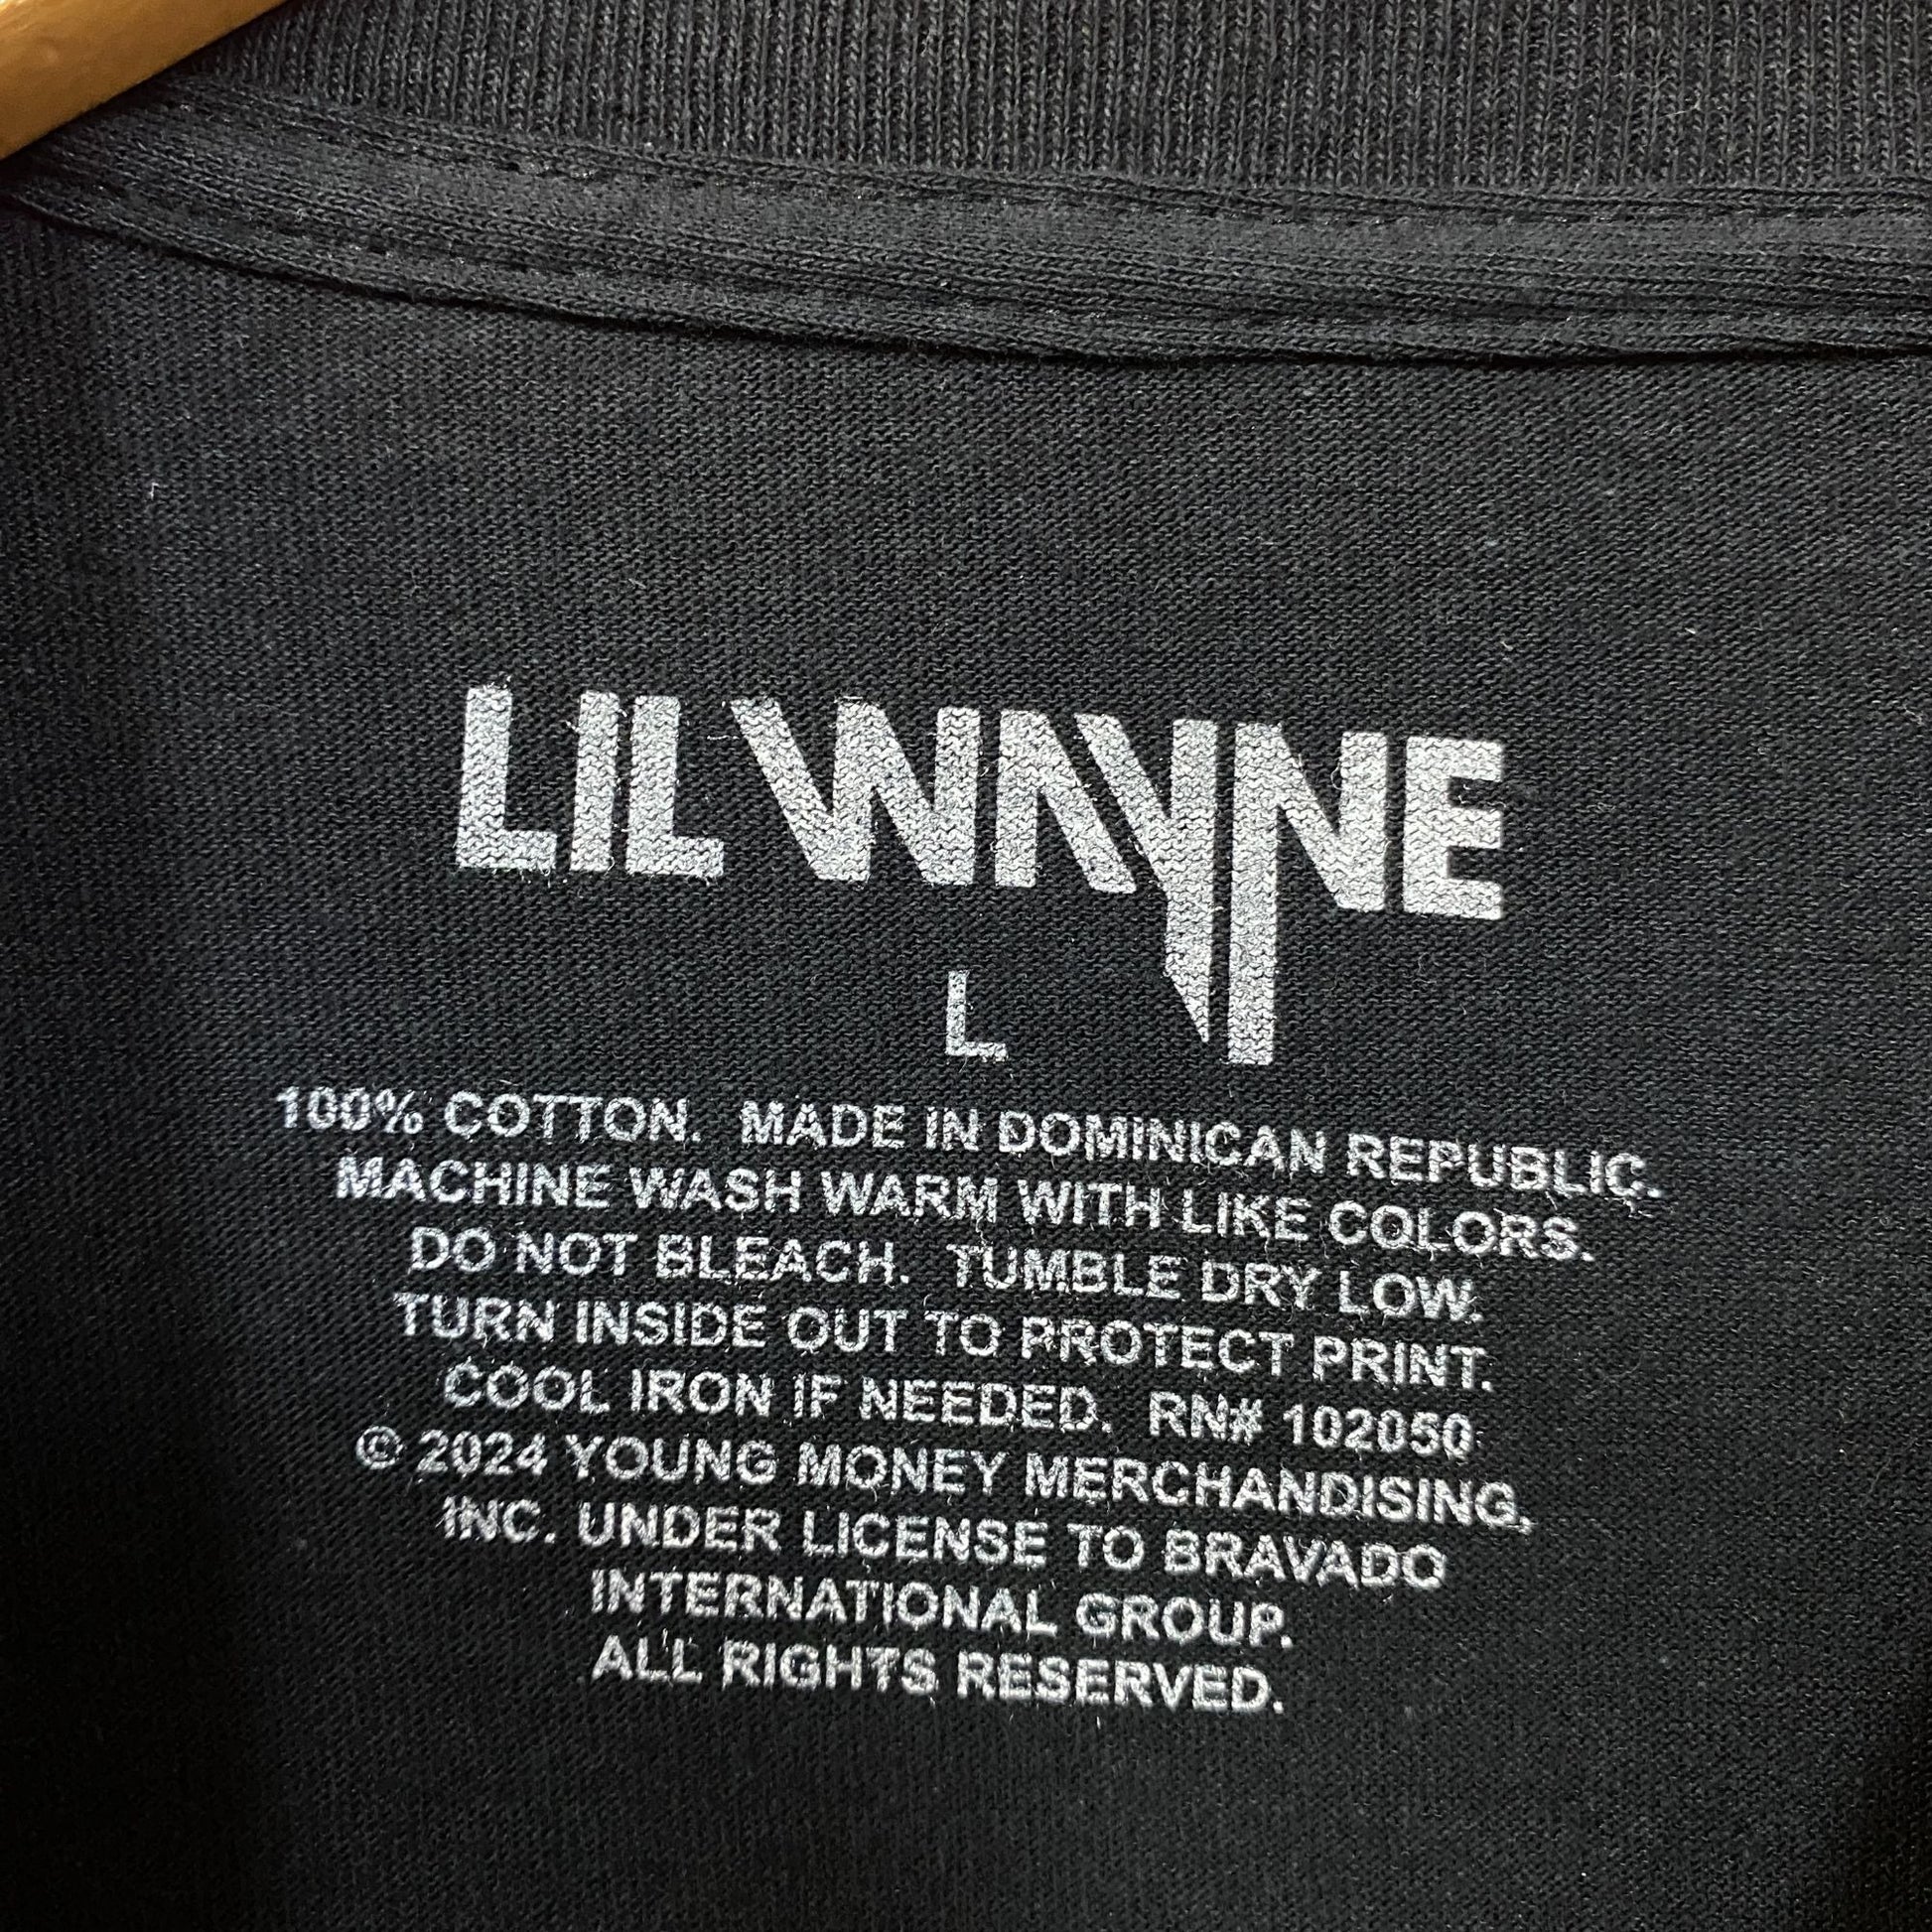 LIL WAYNE
L
100% COTTON. MADE IN DOMINICAN REPUBLIC.
MACHINE WASH WARM WITH LIKE COLORS.
DO NOT BLEACH. TUMBLE DRY LOW.
TURN INSIDE OUT TO PROTECT PRINT.
COOL IRON IF NEEDED. RN# 102050
© 2024 YOUNG MONEY MERCHANDISING,
INC. UNDER LICENSE TO BRAVADO
INTERNATIONAL GROUP.
ALL RIGHTS RESERVED.